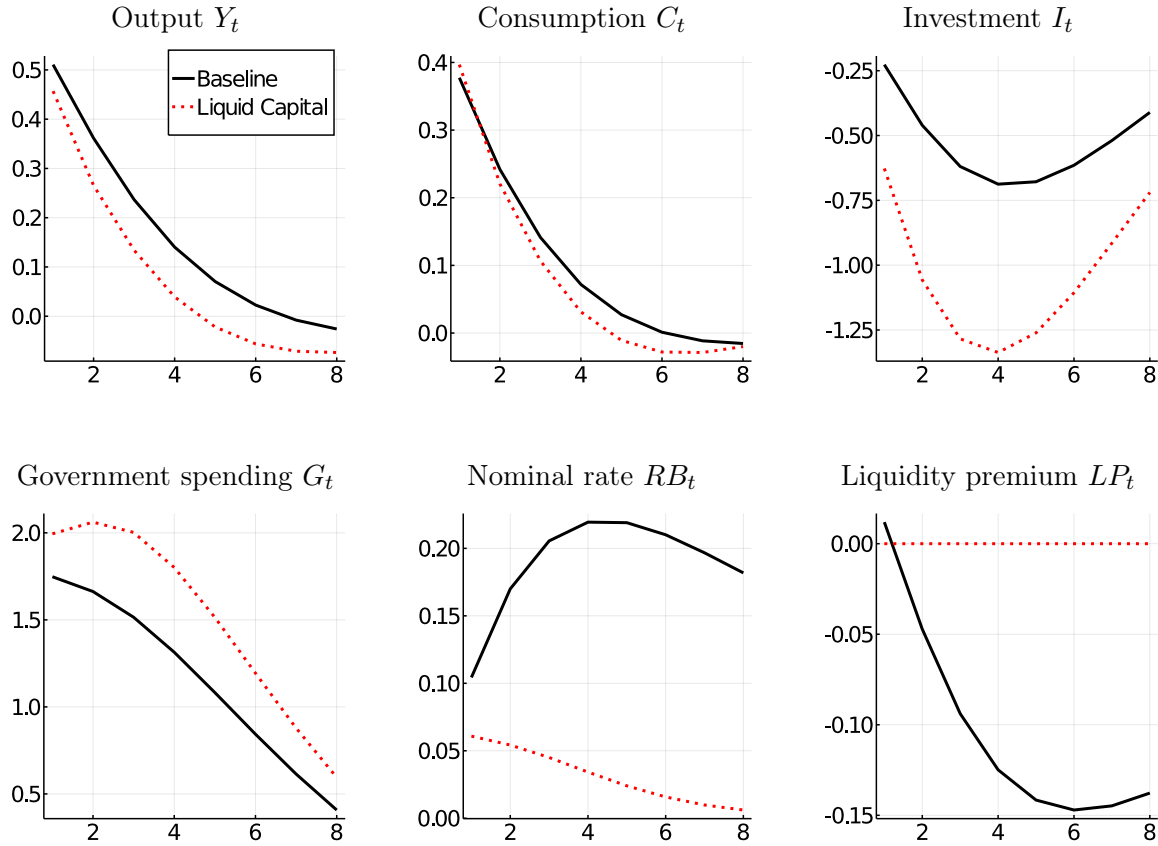 Output Y_t
Consumption C_t
Investment I_t
Baseline
Liquid Capital
0.5
0.4
0.3
0.2
0.1
0.0
2 4 6 8
0.4
0.3
0.2
0.1
0.0
2 4 6 8
-0.25
-0.50
-0.75
-1.00
-1.25
2 4 6 8
Government spending G_t
Nominal rate RB_t
Liquidity premium LP_t
2.0
1.5
1.0
0.5
2 4 6 8
0.20
0.15
0.10
0.05
0.00
2 4 6 8
0.00
-0.05
-0.10
-0.15
2 4 6 8